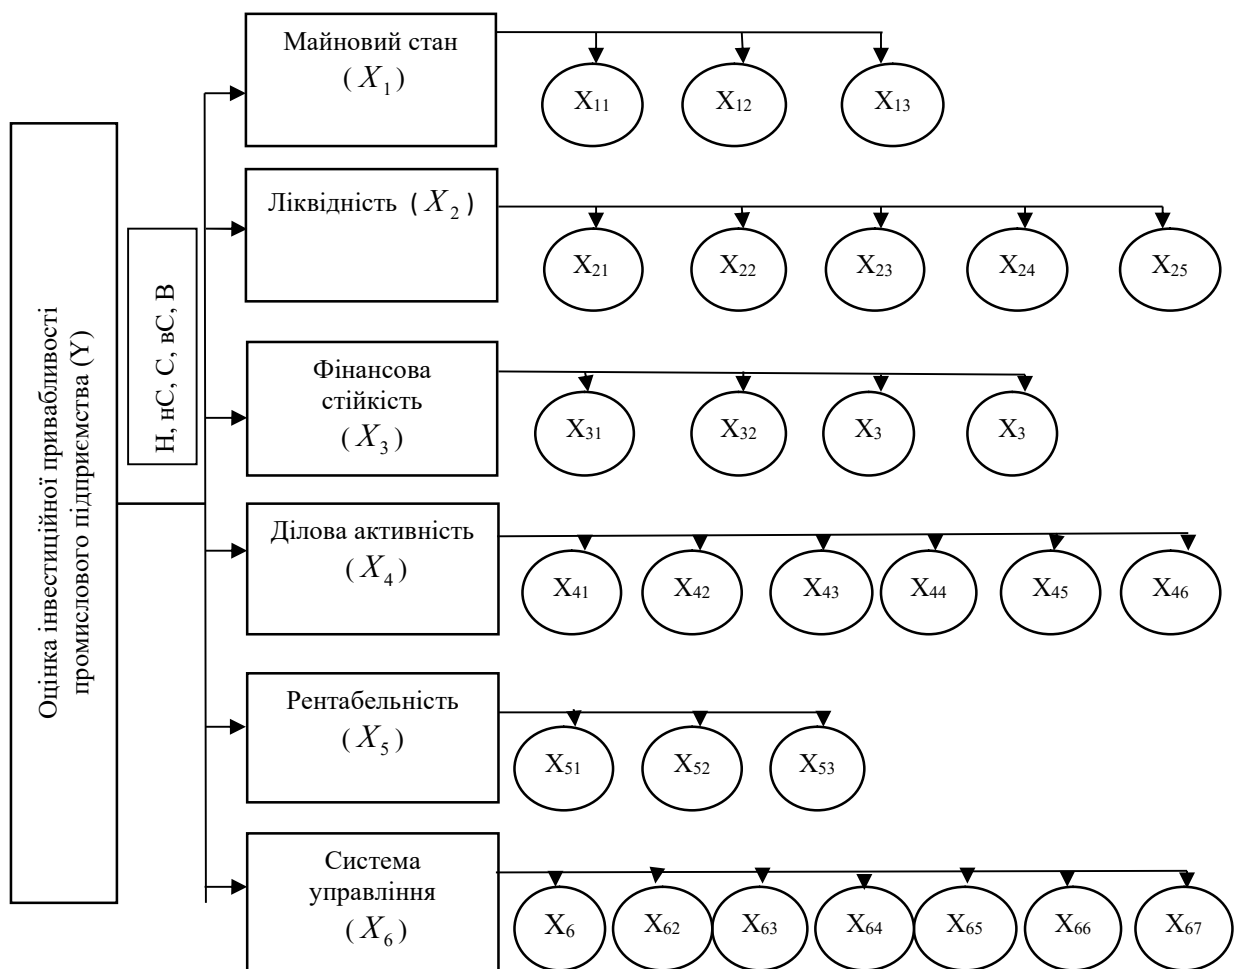 Оцінка інвестиційної привабливості
промислового підприємства (Y)
Н, нС, С, вС, В
Майновий стан
(X₁)
X₁₁ X₁₂ X₁₃
Ліквідність (X₂)
X₂₁ X₂₂ X₂₃ X₂₄ X₂₅
Фінансова
стійкість
(X₃)
X₃₁ X₃₂ X₃ X₃
Ділова активність
(X₄)
X₄₁ X₄₂ X₄₃ X₄₄ X₄₅ X₄₆
Рентабельність
(X₅)
X₅₁ X₅₂ X₅₃
Система
управління
(X₆)
X₆ X₆₂ X₆₃ X₆₄ X₆₅ X₆₆ X₆₇